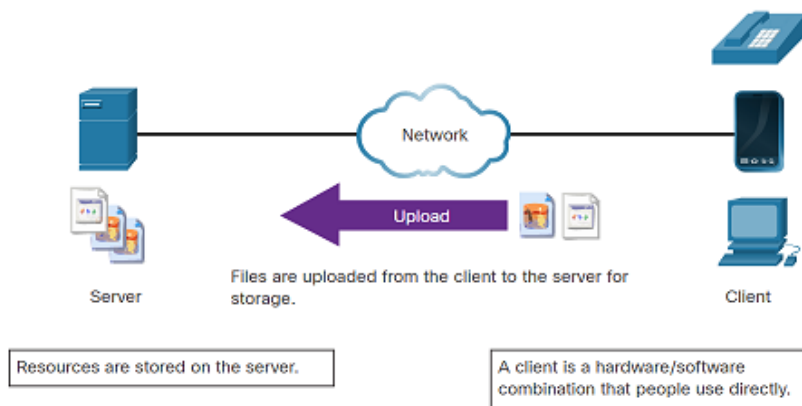 Network
Upload
Files are uploaded from the client to the server for
storage.
Server
Client
Resources are stored on the server.
A client is a hardware/software
combination that people use directly.